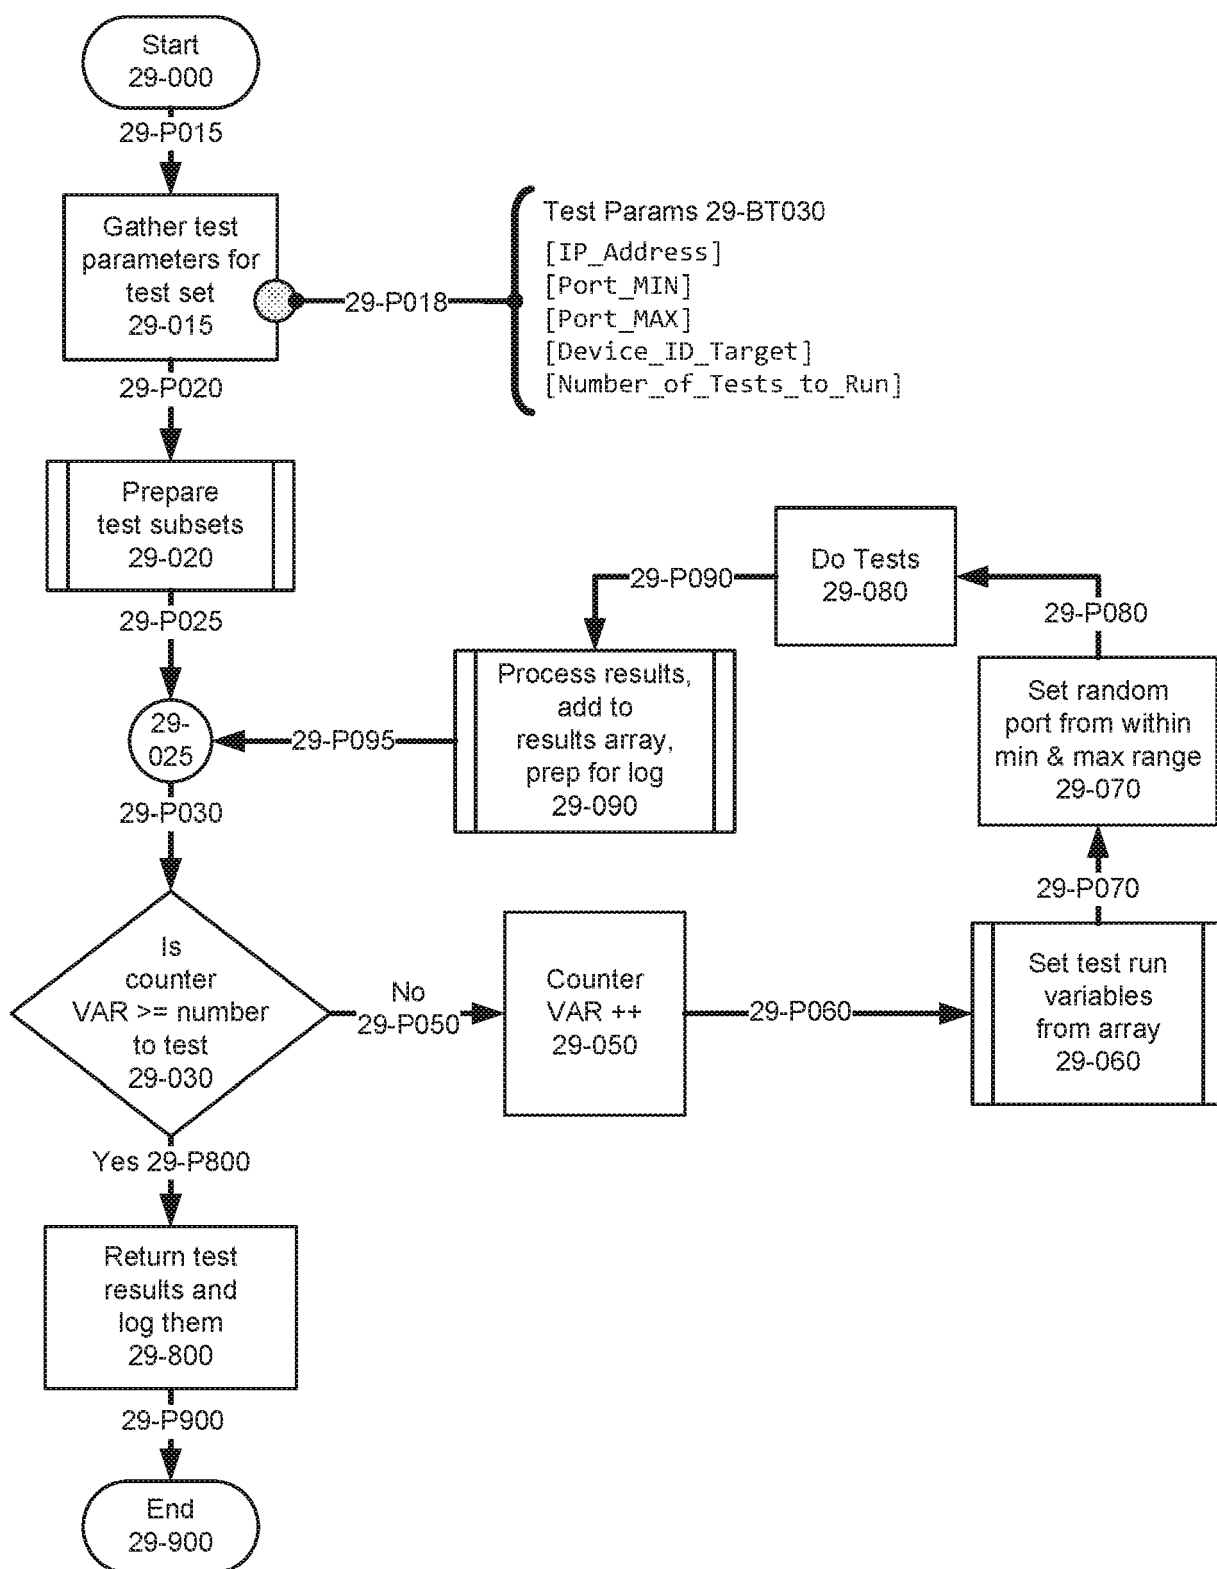 Start
29-000
29-P015
Gather test
parameters for
test set
29-015
29-P018
Test Params 29-BT030
[IP_Address]
[Port_MIN]
[Port_MAX]
[Device_ID_Target]
[Number_of_Tests_to_Run]
29-P020
Prepare
test subsets
29-020
29-P025
29-
025
29-P030
Is
counter
VAR >= number
to test
29-030
No
29-P050
Counter
VAR ++
29-050
29-P060
Set test run
variables
from array
29-060
29-P070
Set random
port from within
min & max range
29-070
29-P080
Do Tests
29-080
29-P090
Process results,
add to
results array,
prep for log
29-090
29-P095
Yes 29-P800
Return test
results and
log them
29-800
29-P900
End
29-900